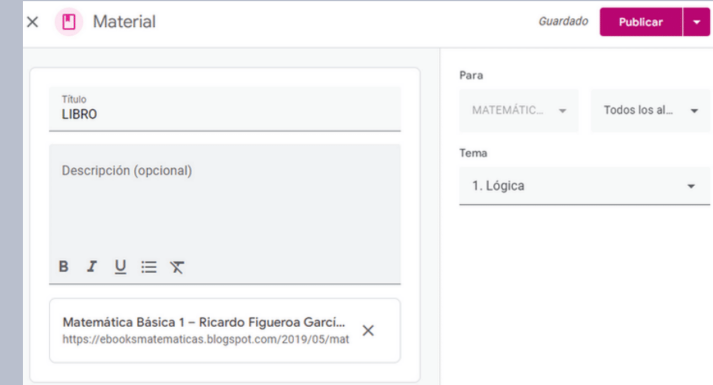 Material
Guardado
Publicar
Título
LIBRO
Descripción (opcional)
B I U
Matemática Básica 1 – Ricardo Figueroa Garcí...
https://ebooksmatematicas.blogspot.com/2019/05/mat
Para
MATEMÁTIC...
Todos los al...
Tema
1. Lógica